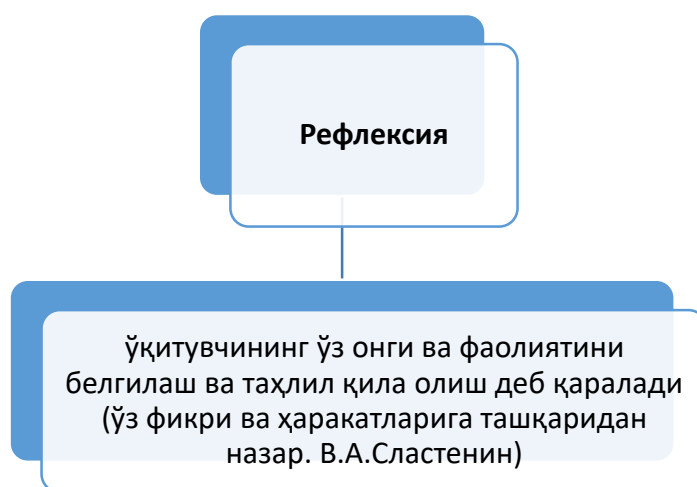 Рефлексия
ўқитувчининг ўз онги ва фаолиятини
белгилаш ва таҳлил қила олиш деб қаралади
(ўз фикри ва ҳаракатларига ташқаридан
назар. В.А.Сластенин)